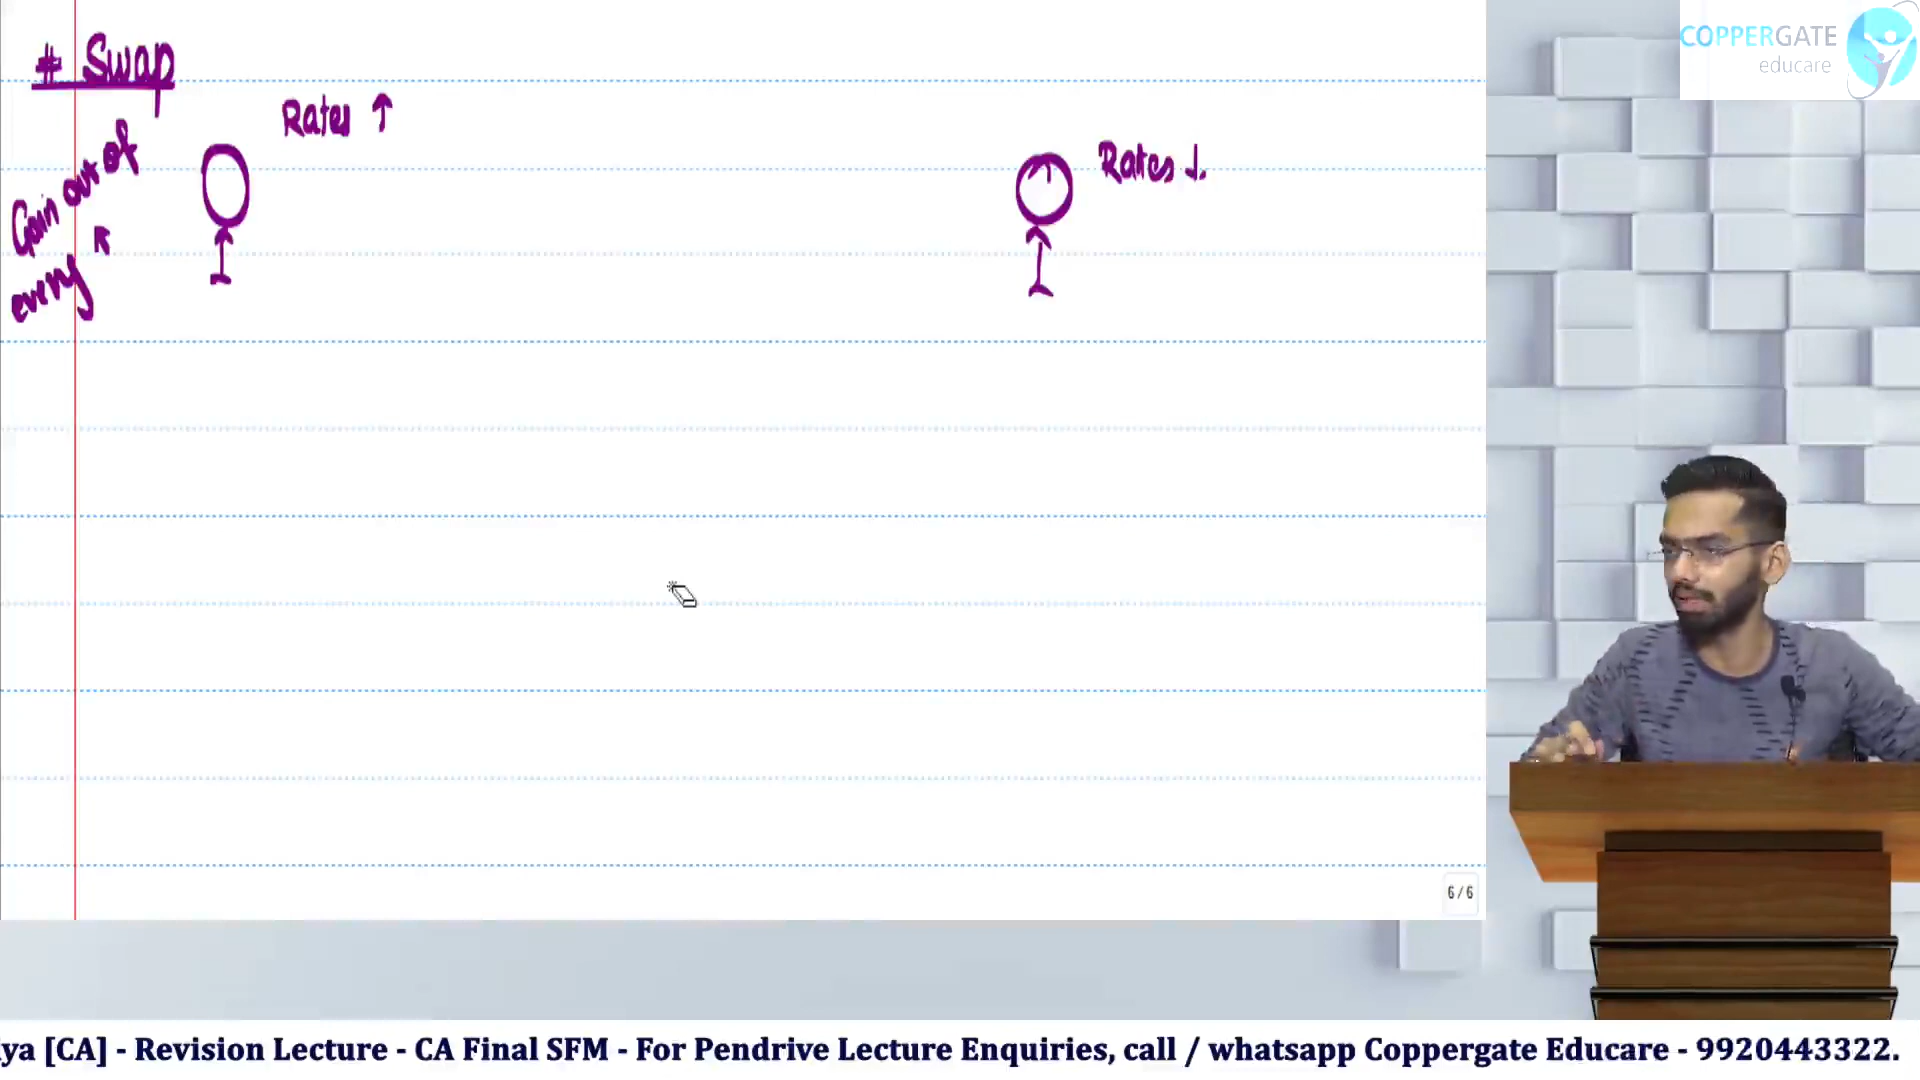 # Swap
Rates ↑
Gain out of
every ↑
Rates ↓.
COPPERGATE
educare
6/6
ya [CA] - Revision Lecture - CA Final SFM - For Pendrive Lecture Enquiries, call / whatsapp Coppergate Educare - 9920443322.